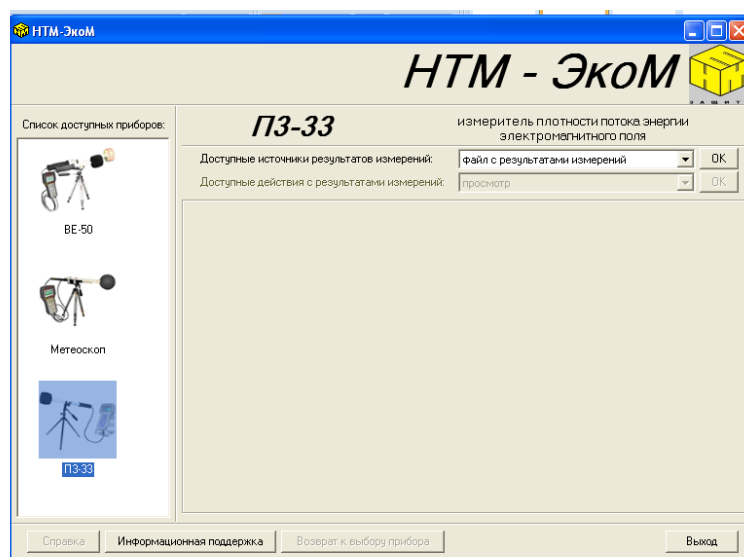 НТМ-ЭкоМ
НТМ - ЭкоМ
ЗАЩИТ
Список доступных приборов:
ВЕ-50
Метеоскоп
П3-33
П3-33
измеритель плотности потока энергии
электромагнитного поля
Доступные источники результатов измерений:
файл с результатами измерений
OK
Доступные действия с результатами измерений:
просмотр
OK
Справка
Информационная поддержка
Возврат к выбору прибора
Выход